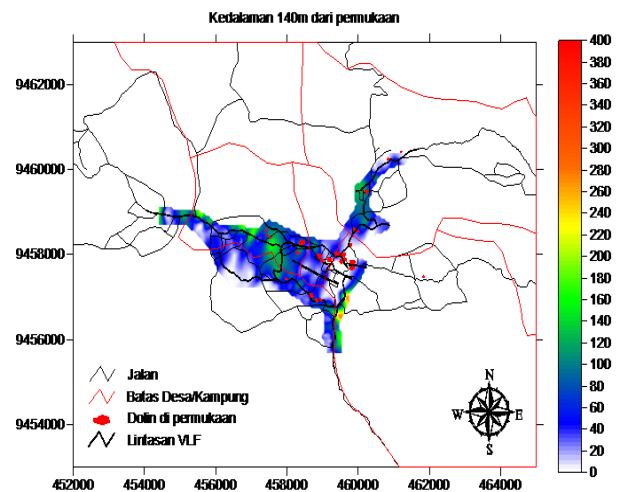 Kedalaman 140m dari permukaan
9462000
9460000
9458000
9456000
9454000
452000 454000 456000 458000 460000 462000 464000
Jalan
Batas Desa/Kampung
Dolin di permukaan
Lintasan VLF
N
W E
S
400
380
360
340
320
300
280
260
240
220
200
180
160
140
120
100
80
60
40
20
0